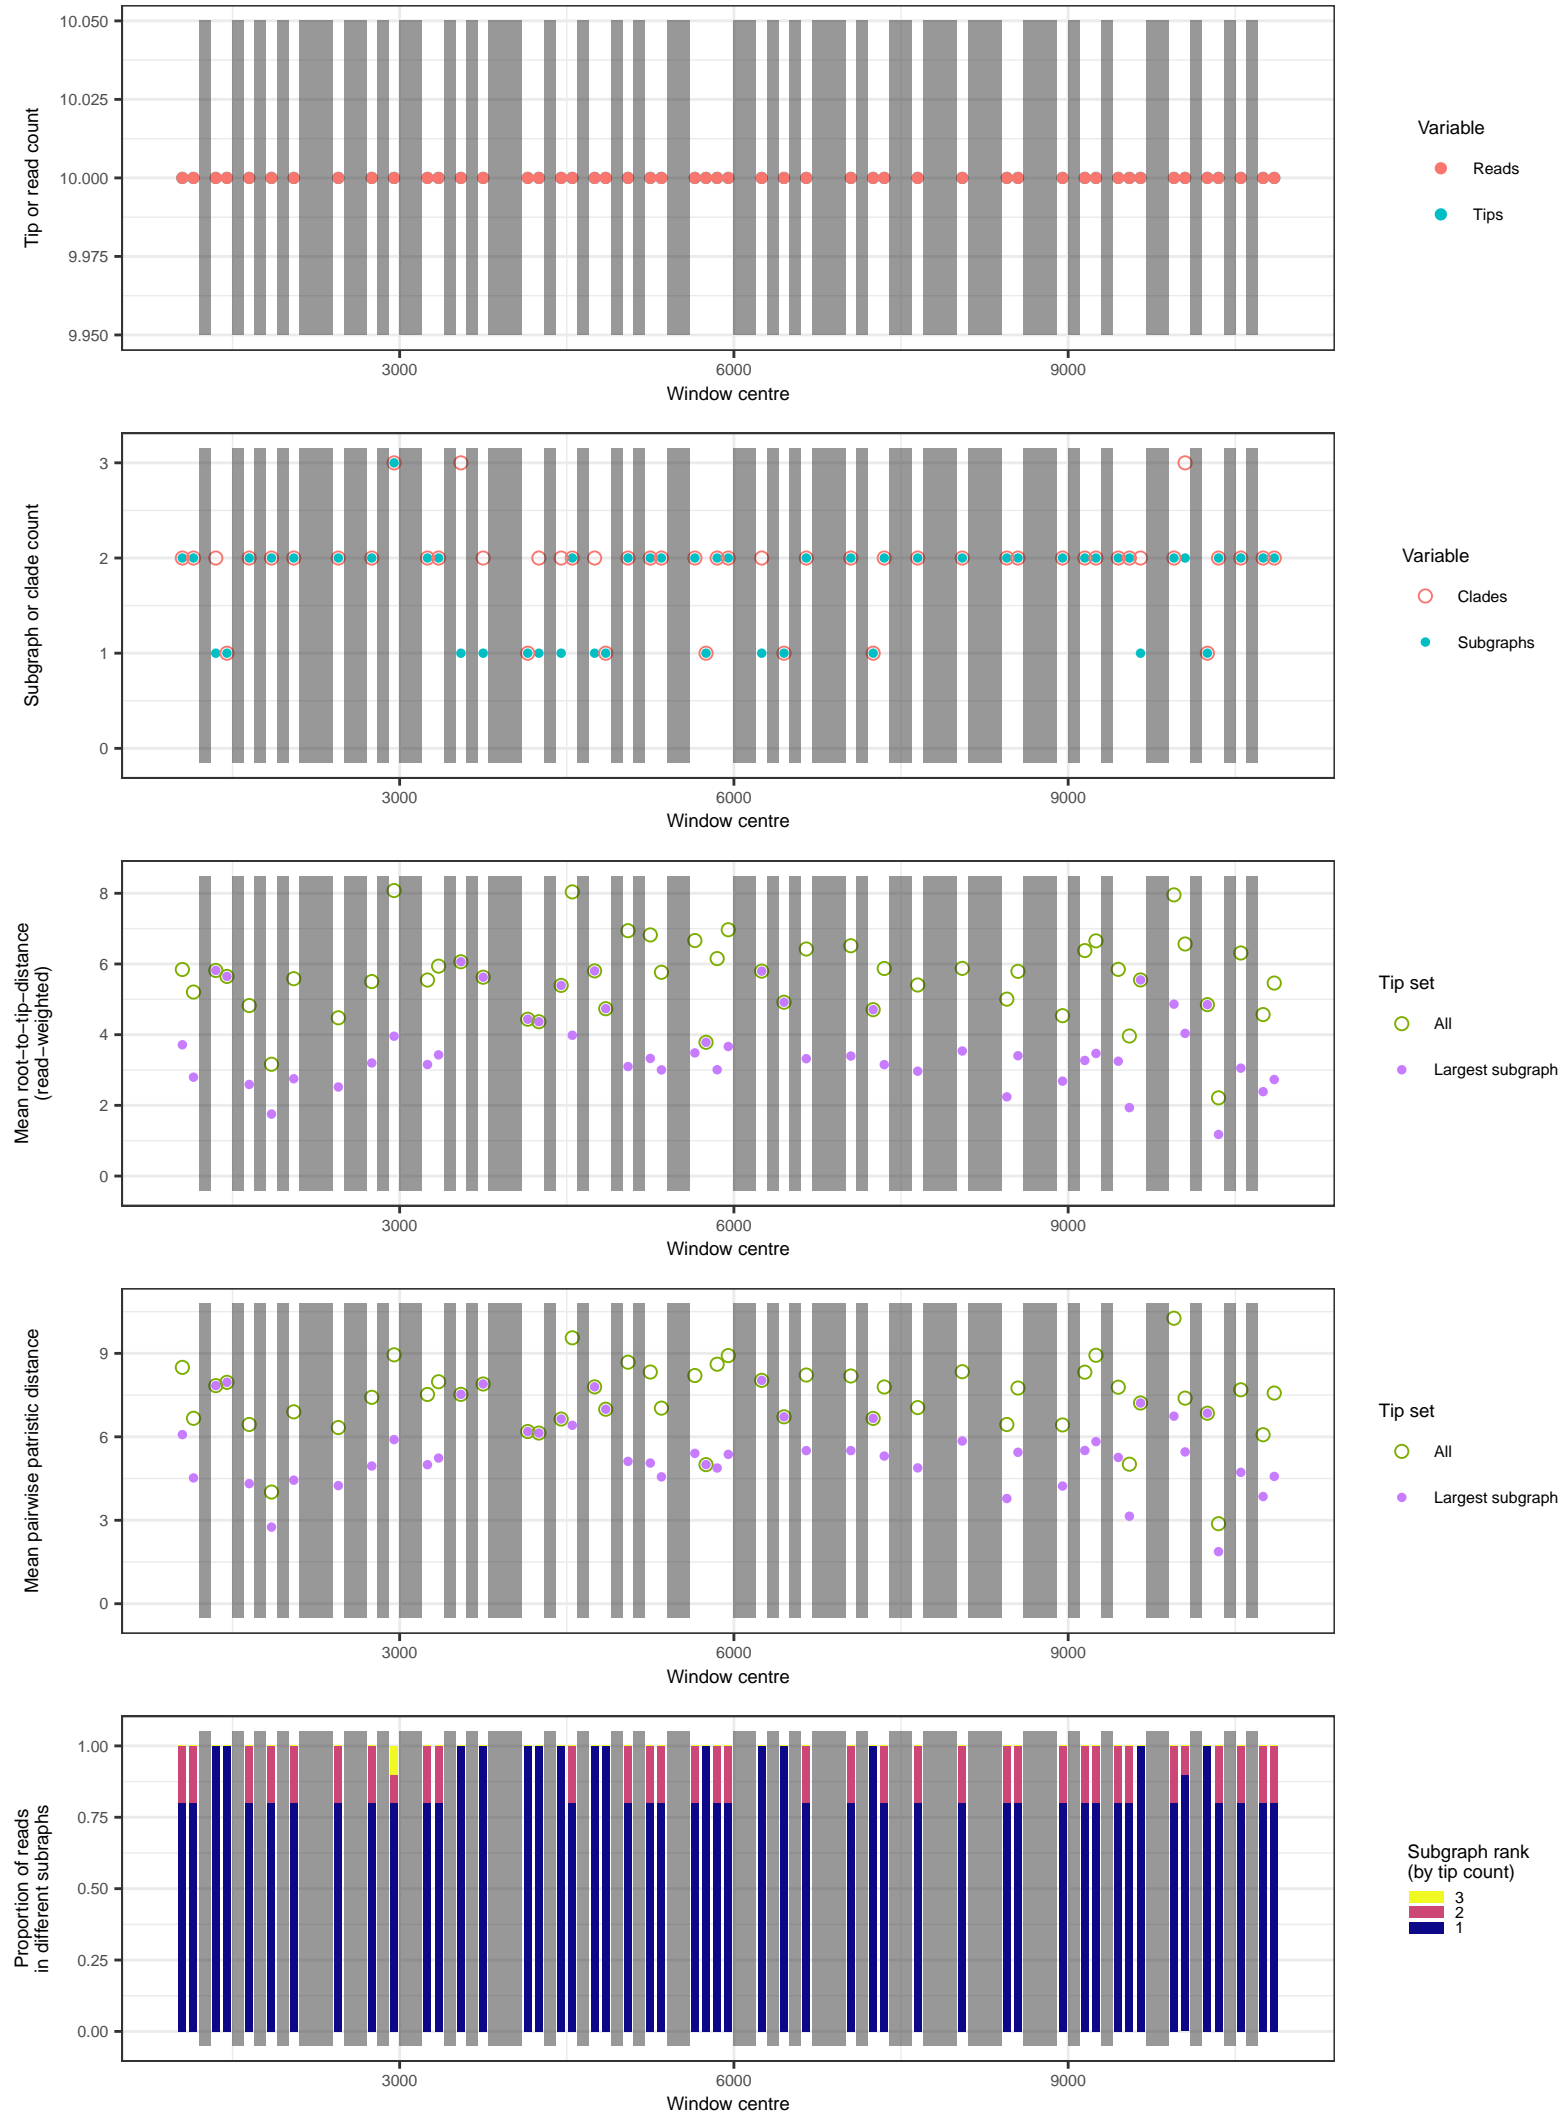 10.050
10.025
10.000
9.975
9.950
Tip or read count
3000 6000 9000
Window centre
Variable
Reads
Tips
3
2
1
0
Subgraph or clade count
3000 6000 9000
Window centre
Variable
Clades
Subgraphs
8
6
4
2
0
Mean root−to−tip−distance
(read−weighted)
3000 6000 9000
Window centre
Tip set
All
Largest subgraph
9
6
3
0
Mean pairwise patristic distance
3000 6000 9000
Window centre
Tip set
All
Largest subgraph
1.00
0.75
0.50
0.25
0.00
Proportion of reads
in different subraphs
3000 6000 9000
Window centre
Subgraph rank
(by tip count)
3
2
1